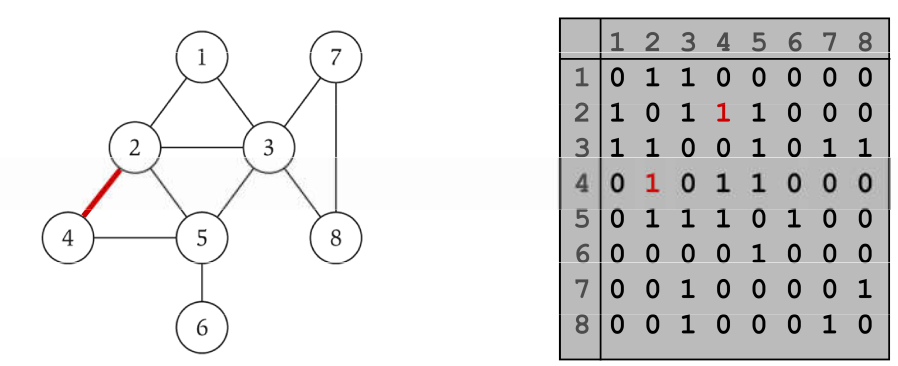 1 7
2 3
4 5 8
6
1 2 3 4 5 6 7 8
1 0 1 1 0 0 0 0 0
2 1 0 1 1 1 0 0 0
3 1 1 0 0 1 0 1 1
4 0 1 0 1 1 0 0 0
5 0 1 1 1 0 1 0 0
6 0 0 0 0 1 0 0 0
7 0 0 1 0 0 0 0 1
8 0 0 1 0 0 0 1 0